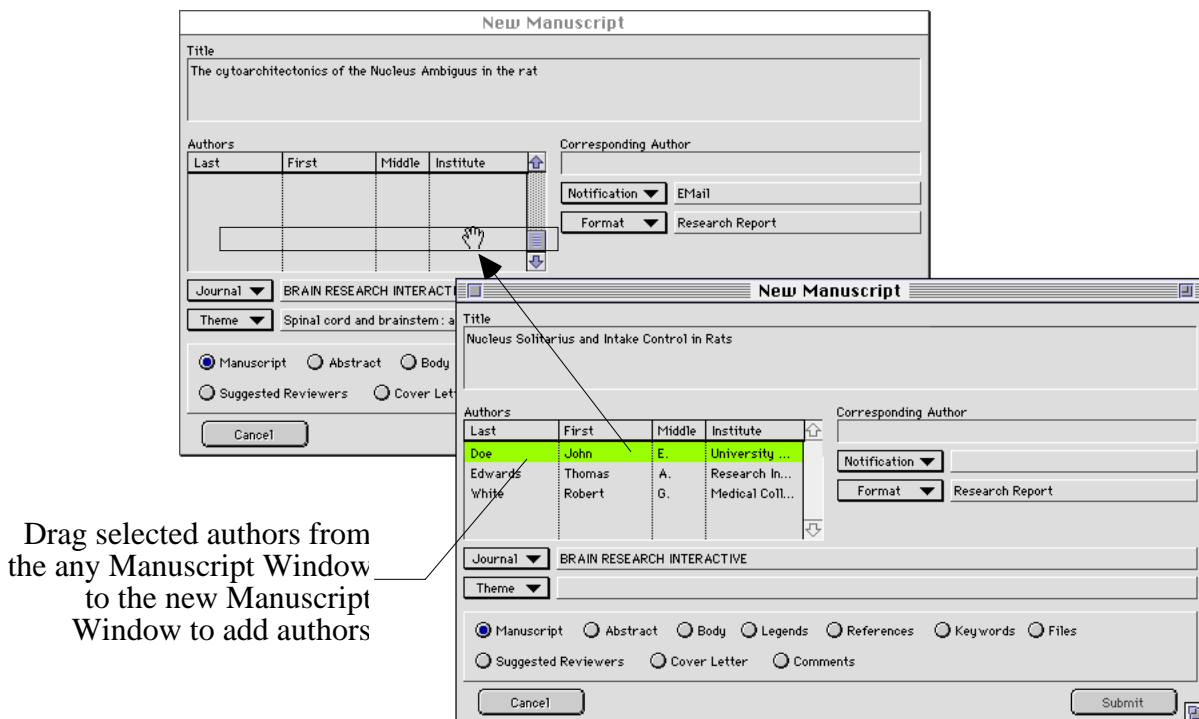 New Manuscript
Title
The cytoarchitectonics of the Nucleus Ambiguus in the rat
Authors
Last First Middle Institute
Corresponding Author
Notification EMail
Format Research Report
Journal BRAIN RESEARCH INTERACTI
Theme Spinal cord and brainstem: a
Manuscript Abstract Body
Suggested Reviewers Cover Let
Cancel
New Manuscript
Title
Nucleus Solitarius and Intake Control in Rats
Authors
Last First Middle Institute
Doe John E. University ...
Edwards Thomas A. Research In...
White Robert G. Medical Coll...
Corresponding Author
Notification
Format Research Report
Journal BRAIN RESEARCH INTERACTIVE
Theme
Manuscript Abstract Body Legends References Keywords Files
Suggested Reviewers Cover Letter Comments
Cancel Submit
Drag selected authors from
the any Manuscript Window
to the new Manuscript
Window to add authors